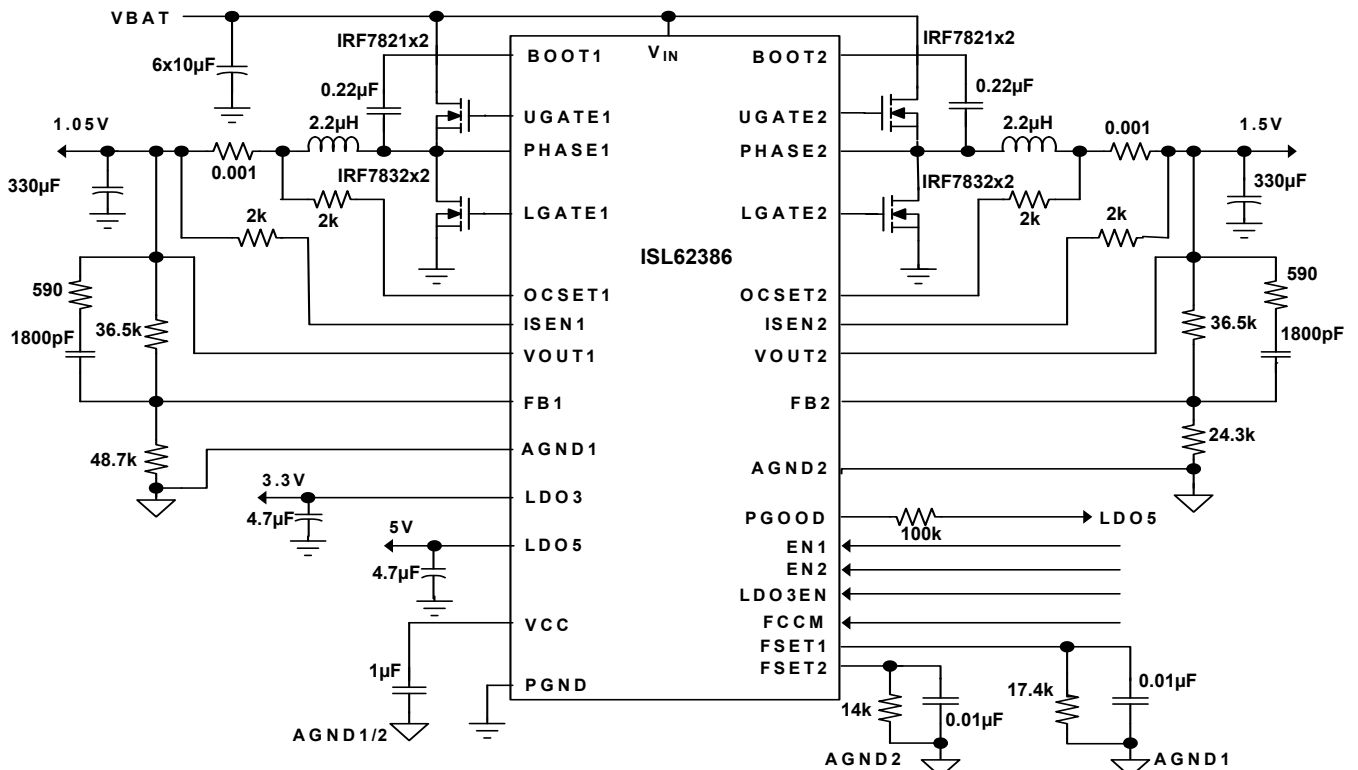 VBAT
6x10µF
IRF7821x2
0.22µF
2.2µH
1.05V
0.001
330µF
2k
IRF7832x2
2k
590
1800pF
36.5k
48.7k
3.3V
4.7µF
5V
4.7µF
1µF
AGND1/2
BOOT1
UGATE1
PHASE1
LGATE1
OCSET1
ISEN1
VOUT1
FB1
AGND1
LDO3
LDO5
VCC
PGND
VIN
ISL62386
BOOT2
UGATE2
PHASE2
LGATE2
OCSET2
ISEN2
VOUT2
FB2
AGND2
PGOOD
EN1
EN2
LDO3EN
FCCM
FSET1
FSET2
IRF7821x2
0.22µF
2.2µH
0.001
1.5V
IRF7832x2
2k
2k
330µF
590
36.5k
1800pF
24.3k
100k
LDO5
14k
0.01µF
AGND2
17.4k
0.01µF
AGND1